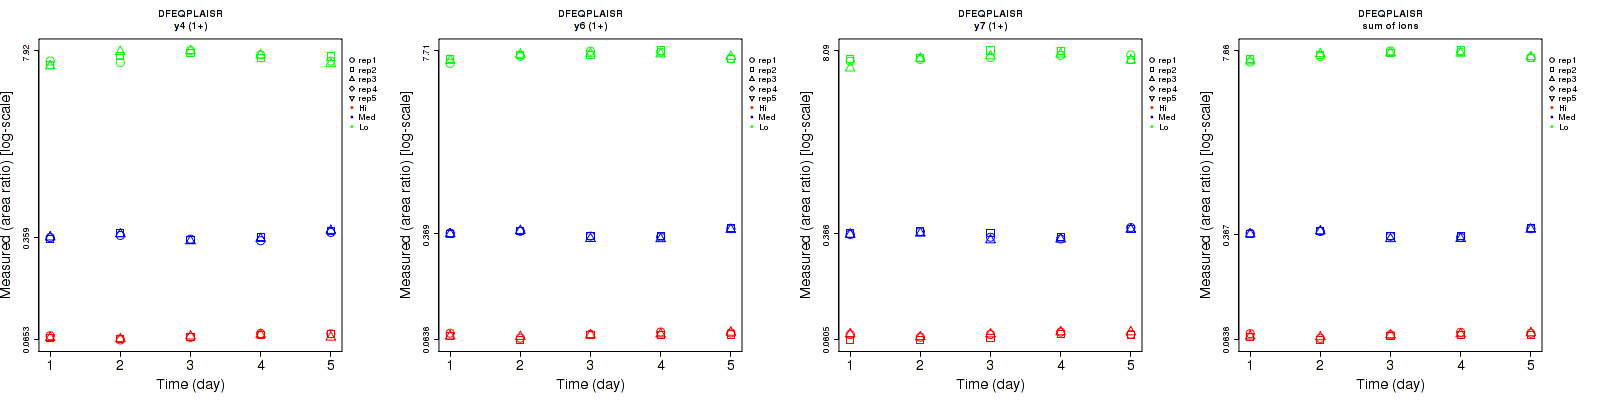 DFEQPLAISR
y4 (1+)
Measured (area ratio) [log-scale]
7.92
0.359
0.0653
1 2 3 4 5
Time (day)
rep1
rep2
rep3
rep4
rep5
Hi
Med
Lo
DFEQPLAISR
y6 (1+)
Measured (area ratio) [log-scale]
7.71
0.369
0.0636
1 2 3 4 5
Time (day)
rep1
rep2
rep3
rep4
rep5
Hi
Med
Lo
DFEQPLAISR
y7 (1+)
Measured (area ratio) [log-scale]
8.09
0.366
0.0605
1 2 3 4 5
Time (day)
rep1
rep2
rep3
rep4
rep5
Hi
Med
Lo
DFEQPLAISR
sum of ions
Measured (area ratio) [log-scale]
7.86
0.367
0.0636
1 2 3 4 5
Time (day)
rep1
rep2
rep3
rep4
rep5
Hi
Med
Lo